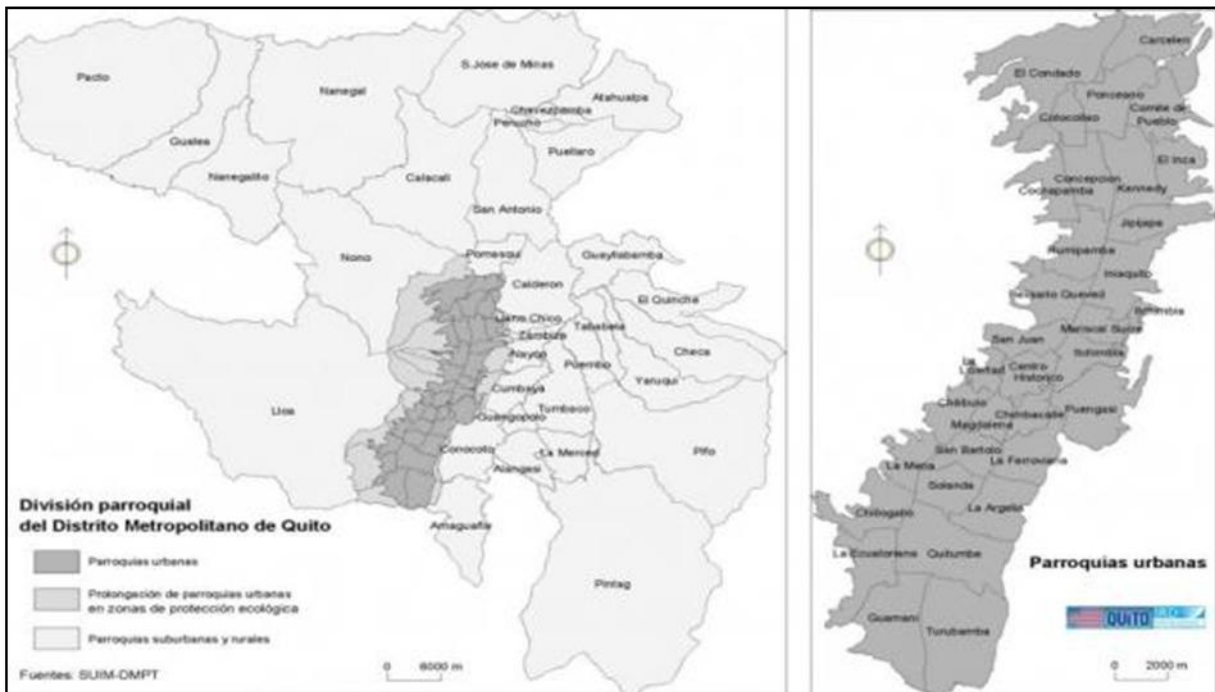 Pacto
Gualea
Nanegalito
Nanegal
S.Jose de Minas
Atahualpa
Chavezpamba
Perucho
Puellaro
Calacali
San Antonio
Nono
Pomasqui
Guayllabamba
Calderon
El Quinche
Llano Chico
Zambiza
Tababela
Checa
Nayon
Puembo
Yaruqui
Lloa
Cumbaya
Tumbaco
Guangopolo
Pifo
Conocoto
La Merced
Alangasi
Amaguaña
Pintag
División parroquial
del Distrito Metropolitano de Quito
Parroquias urbanas
Prolongación de parroquias urbanas
en zonas de protección ecológica
Parroquias suburbanas y rurales
Fuentes: SUIM-DMPT
0 6000 m
Carcelen
El Condado
Ponceano
Comite del
Pueblo
Cotocollao
El Inca
Concepcion
Cochapamba
Kennedy
Jipijapa
Rumipamba
Iniaquito
Belisario Quevedo
Itchimbia
Mariscal Sucre
San Juan
La
Libertad
Centro
Historico
Chilibulo
Chimbacalle
Puengasi
Magdalena
San Bartolo
La Ferroviaria
La Mena
Solanda
La Argelia
Chillogallo
La Ecuatoriana
Quitumbe
Guamani
Turubamba
Parroquias urbanas
QUITO
0 2000 m